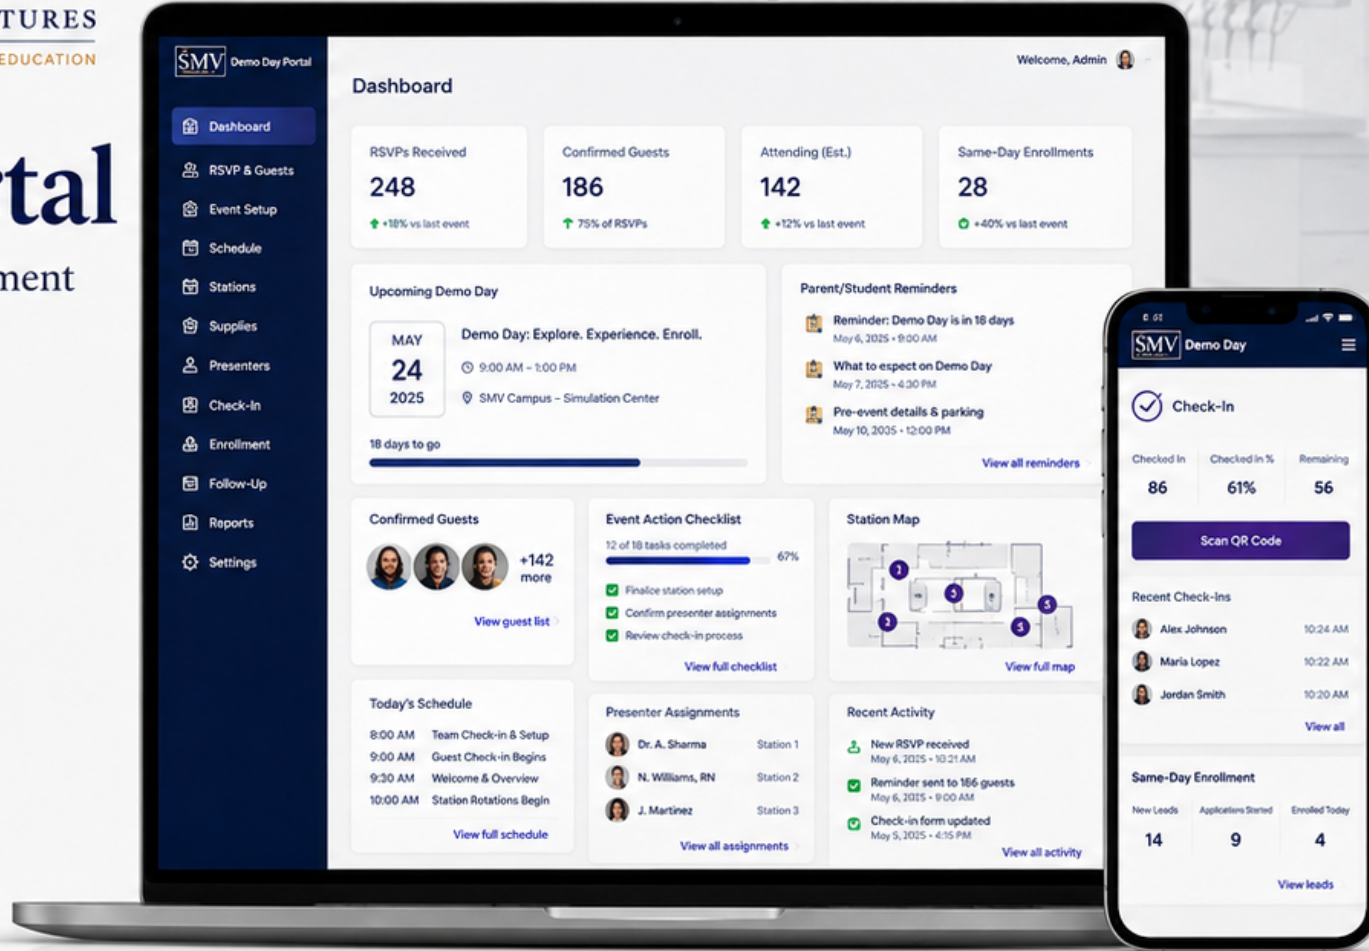 TURES
EDUCATION
rtal
ment
SMV Demo Day Portal
Dashboard
RSVP & Guests
Event Setup
Schedule
Stations
Supplies
Presenters
Check-In
Enrollment
Follow-Up
Reports
Settings
Welcome, Admin
Dashboard
RSVPs Received
248
+18% vs last event
Confirmed Guests
186
75% of RSVPs
Attending (Est.)
142
+12% vs last event
Same-Day Enrollments
28
+40% vs last event
Upcoming Demo Day
MAY
24
2025
Demo Day: Explore. Experience. Enroll.
9:00 AM – 1:00 PM
SMV Campus – Simulation Center
18 days to go
Parent/Student Reminders
Reminder: Demo Day is in 18 days
May 6, 2025 • 9:00 AM
What to expect on Demo Day
May 7, 2025 • 4:30 PM
Pre-event details & parking
May 10, 2035 • 12:00 PM
View all reminders
Confirmed Guests
+142
more
View guest list
Event Action Checklist
12 of 18 tasks completed
67%
Finalice station setup
Confirm presenter assignments
Review check-in process
View full checklist
Station Map
2
5
5
View full map
Today's Schedule
8:00 AM Team Check-in & Setup
9:00 AM Guest Check-in Begins
9:30 AM Welcome & Overview
10:00 AM Station Rotations Begin
View full schedule
Presenter Assignments
Dr. A. Sharma Station 1
N. Williams, RN Station 2
J. Martinez Station 3
View all assignments
Recent Activity
New RSVP received
May 6, 2025 • 10:21 AM
Reminder sent to 186 guests
May 6, 2025 • 9:00 AM
Check-in form updated
May 5, 2025 • 4:15 PM
View all activity
SMV Demo Day
Check-In
Checked In Checked in % Remaining
86 61% 56
Scan QR Code
Recent Check-Ins
Alex Johnson 10:24 AM
Maria Lopez 10:22 AM
Jordan Smith 10:20 AM
View all
Same-Day Enrollment
New Leads Applications Started Enrolled Today
14 9 4
View leads